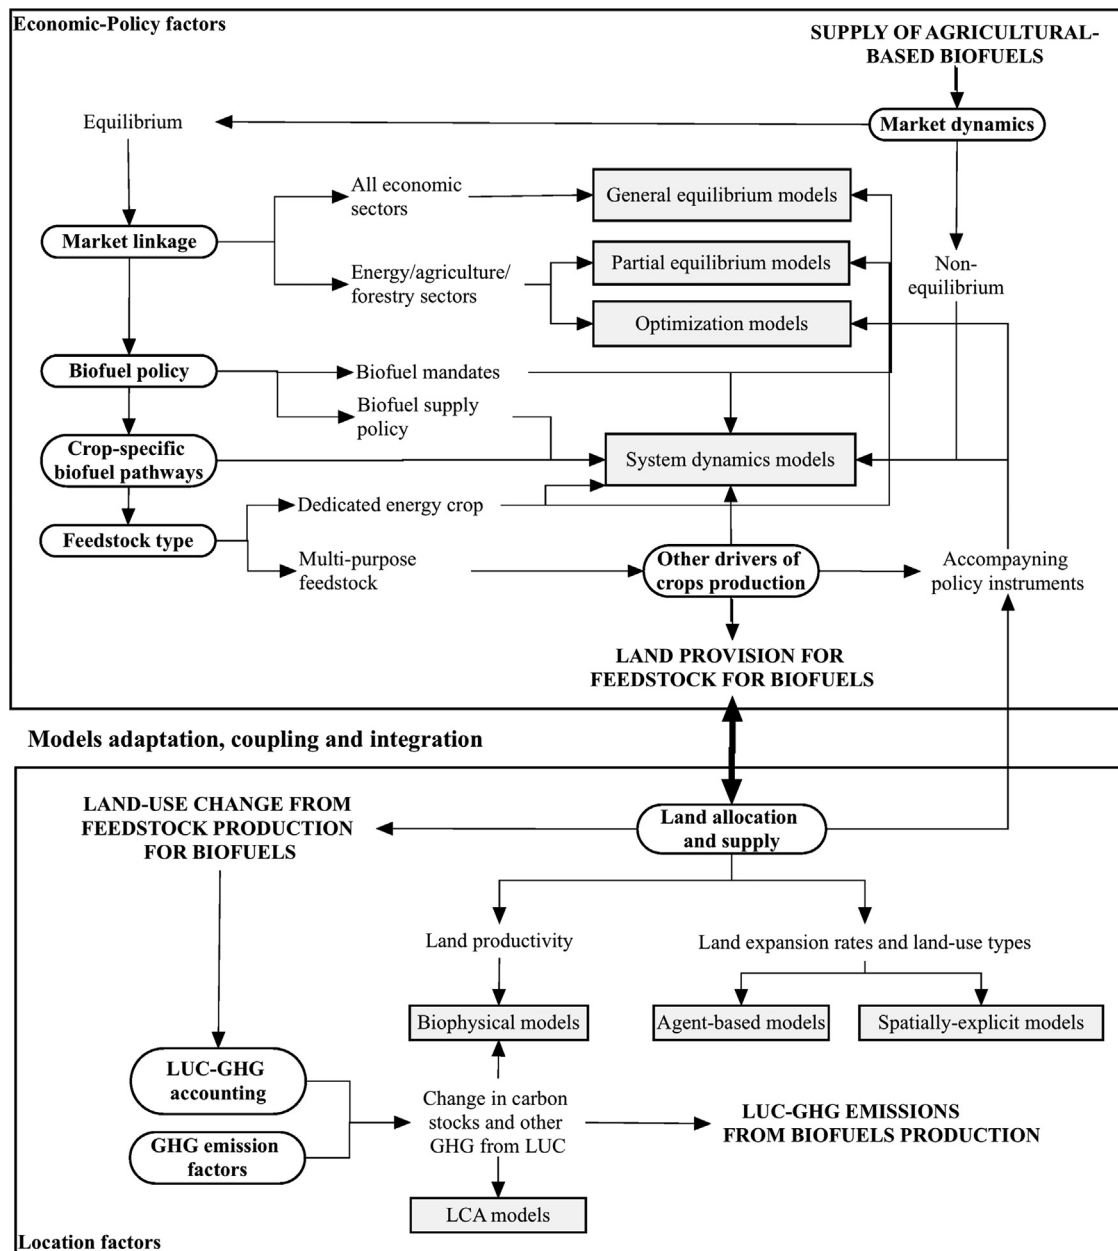 Economic-Policy factors
SUPPLY OF AGRICULTURAL-
BASED BIOFUELS
Equilibrium
Market dynamics
All economic
sectors
General equilibrium models
Market linkage
Energy/agriculture/
forestry sectors
Partial equilibrium models
Non-
equilibrium
Optimization models
Biofuel policy
Biofuel mandates
Biofuel supply
policy
Crop-specific
biofuel pathways
System dynamics models
Dedicated energy crop
Feedstock type
Multi-purpose
feedstock
Other drivers of
crops production
Accompayning
policy instruments
LAND PROVISION FOR
FEEDSTOCK FOR BIOFUELS
Models adaptation, coupling and integration
LAND-USE CHANGE FROM
FEEDSTOCK PRODUCTION
FOR BIOFUELS
Land allocation
and supply
Land productivity
Land expansion rates and land-use types
Biophysical models
Agent-based models
Spatially-explicit models
LUC-GHG
accounting
Change in carbon
stocks and other
GHG from LUC
LUC-GHG EMISSIONS
FROM BIOFUELS PRODUCTION
GHG emission
factors
LCA models
Location factors